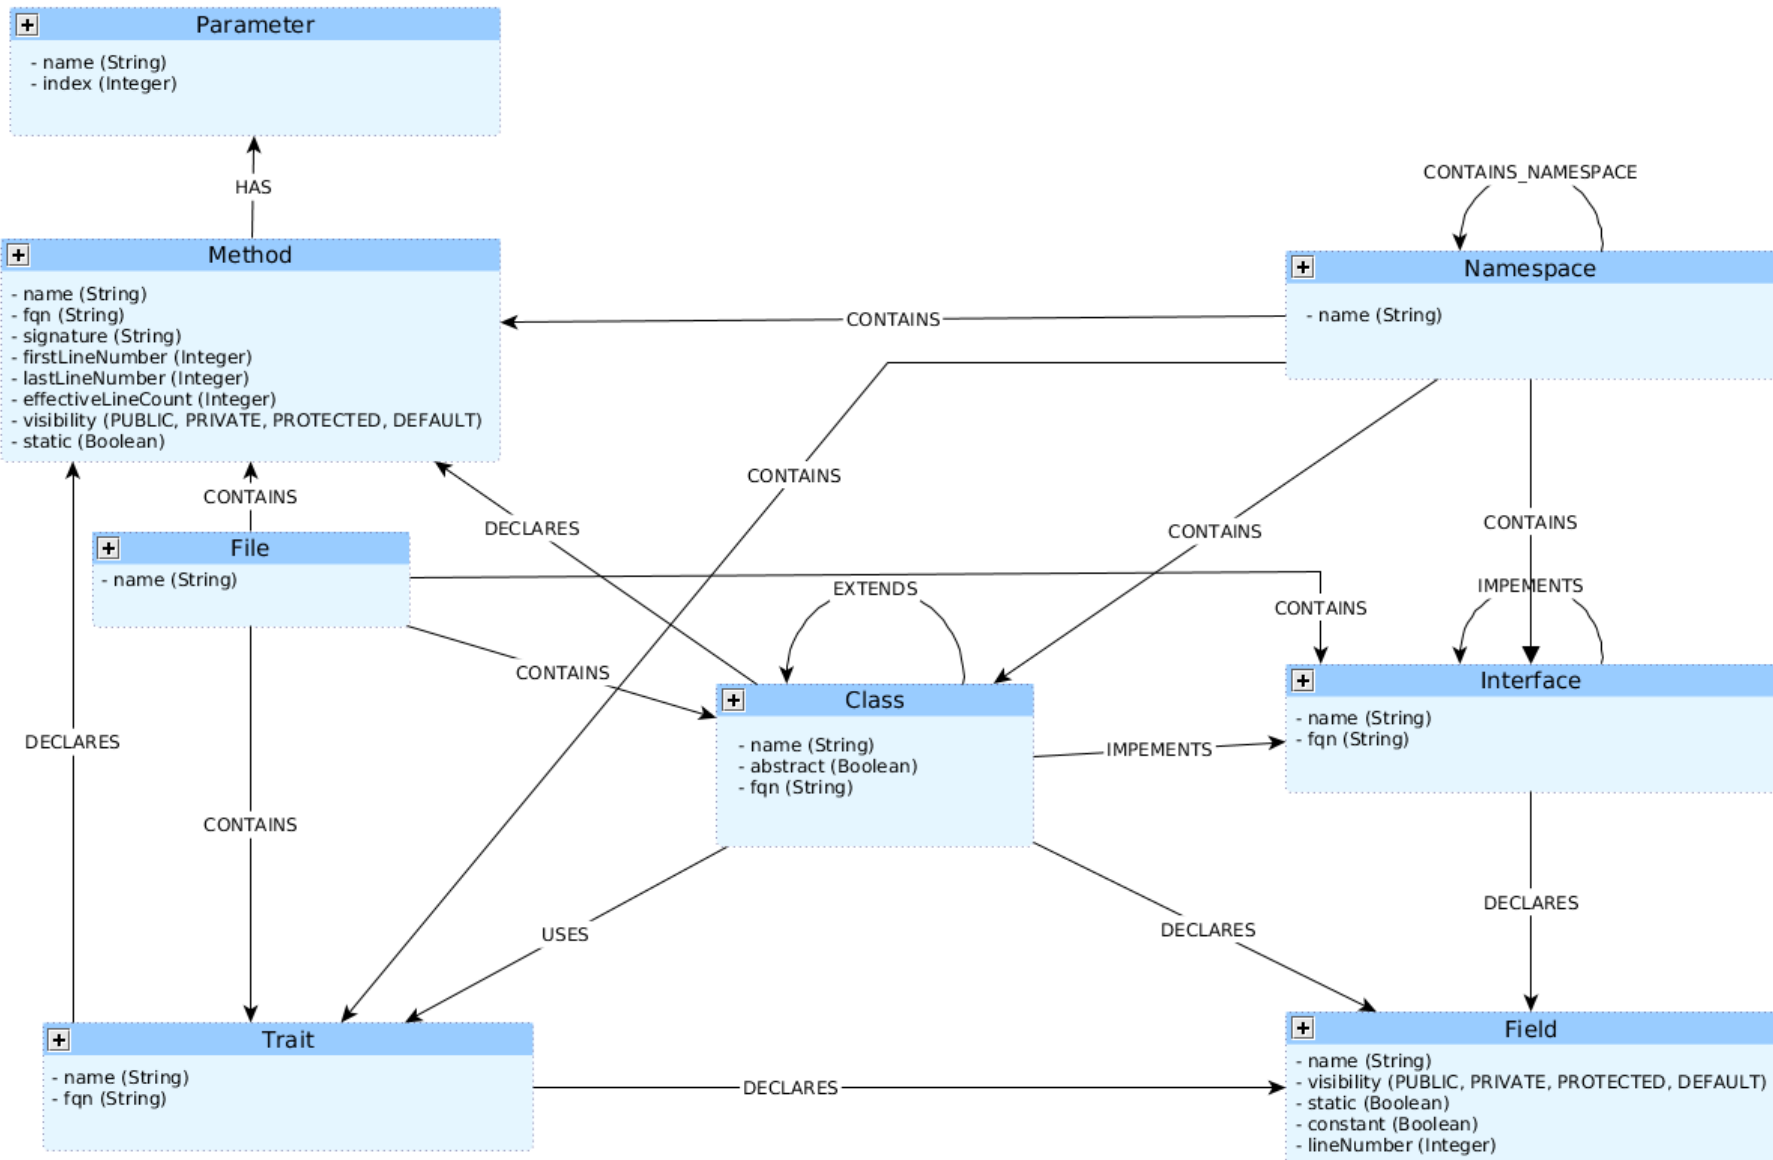 Parameter
- name (String)
- index (Integer)
HAS
CONTAINS_NAMESPACE
Method
- name (String)
- fqn (String)
- signature (String)
- firstLineNumber (Integer)
- lastLineNumber (Integer)
- effectiveLineCount (Integer)
- visibility (PUBLIC, PRIVATE, PROTECTED, DEFAULT)
- static (Boolean)
Namespace
- name (String)
CONTAINS
CONTAINS
CONTAINS
DECLARES
CONTAINS
CONTAINS
File
- name (String)
EXTENDS
IMPEMENTS
CONTAINS
CONTAINS
Class
- name (String)
- abstract (Boolean)
- fqn (String)
Interface
- name (String)
- fqn (String)
IMPEMENTS
DECLARES
CONTAINS
USES
DECLARES
DECLARES
Trait
- name (String)
- fqn (String)
DECLARES
Field
- name (String)
- visibility (PUBLIC, PRIVATE, PROTECTED, DEFAULT)
- static (Boolean)
- constant (Boolean)
- lineNumber (Integer)